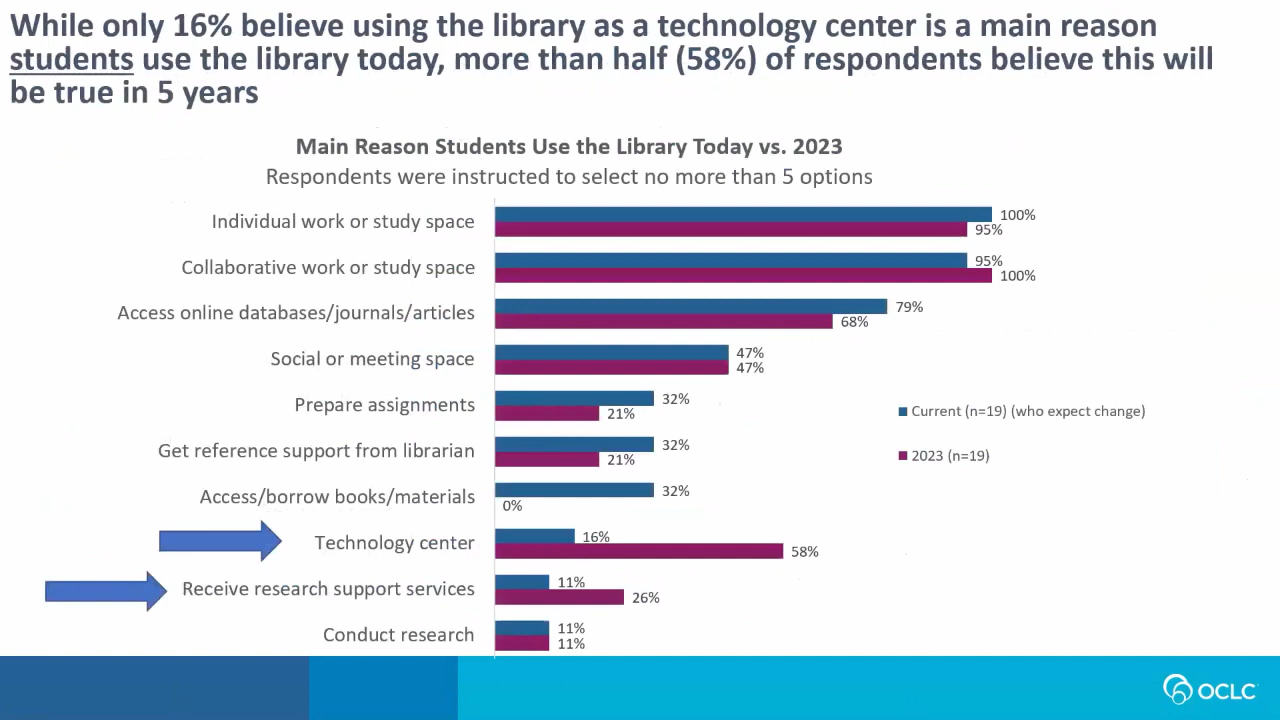 While only 16% believe using the library as a technology center is a main reason
students use the library today, more than half (58%) of respondents believe this will
be true in 5 years
Main Reason Students Use the Library Today vs. 2023
Respondents were instructed to select no more than 5 options
Individual work or study space
100%
95%
Collaborative work or study space
95%
100%
Access online databases/journals/articles
79%
68%
Social or meeting space
47%
47%
Prepare assignments
32%
21%
Get reference support from librarian
32%
21%
Access/borrow books/materials
32%
0%
Technology center
16%
58%
Receive research support services
11%
26%
Conduct research
11%
11%
Current (n=19) (who expect change)
2023 (n=19)
OCLC